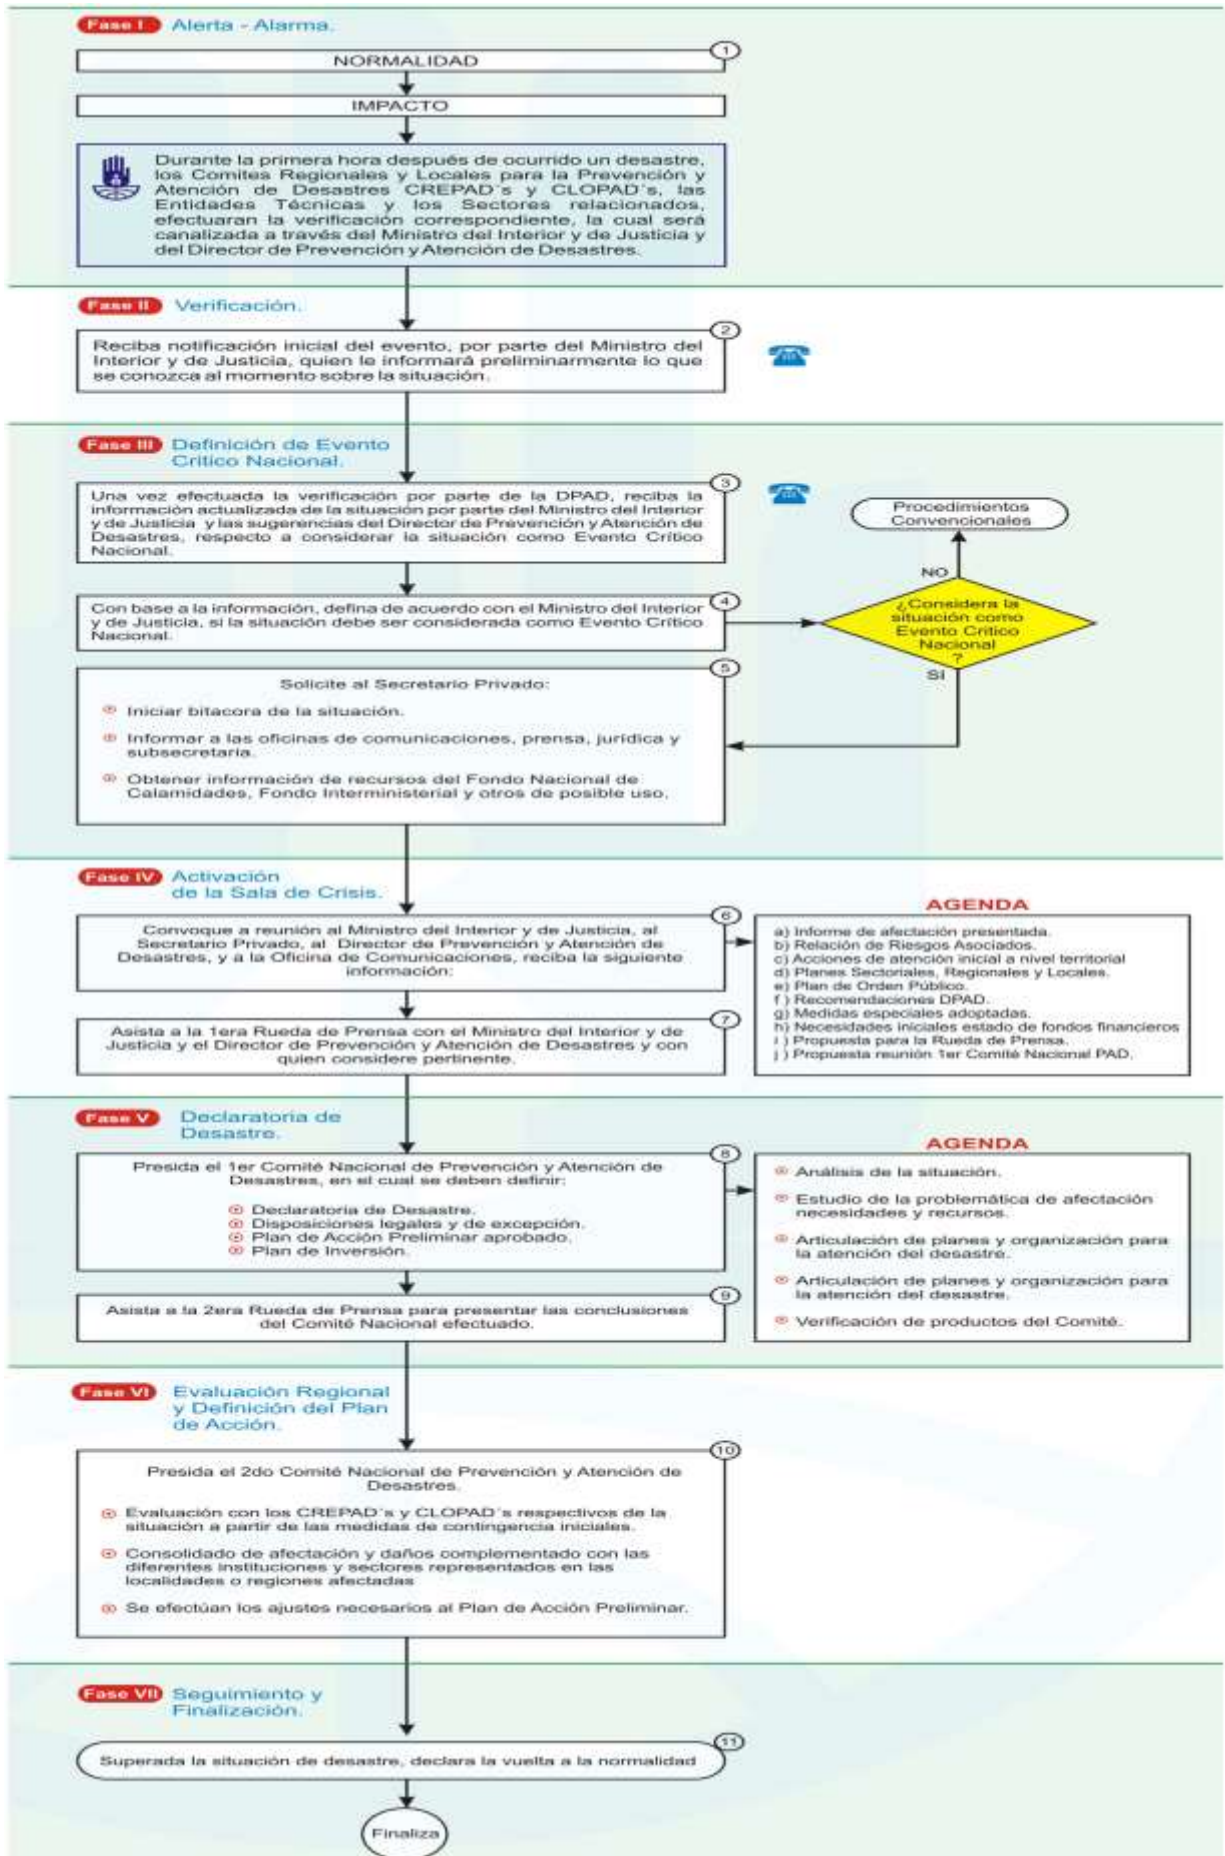 Fase I Alerta - Alarma.
1
NORMALIDAD
IMPACTO
Durante la primera hora después de ocurrido un desastre,
los Comites Regionales y Locales para la Prevención y
Atención de Desastres CREPAD´s y CLOPAD´s, las
Entidades Técnicas y los Sectores relacionados,
efectuaran la verificación correspondiente, la cual será
canalizada a través del Ministro del Interior y de Justicia y
del Director de Prevención y Atención de Desastres.
Fase II Verificación.
2
Reciba notificación inicial del evento, por parte del Ministro del
Interior y de Justicia, quien le informará preliminarmente lo que
se conozca al momento sobre la situación.
Fase III Definición de Evento
Crítico Nacional.
3
Una vez efectuada la verificación por parte de la DPAD, reciba la
información actualizada de la situación por parte del Ministro del Interior
y de Justicia y las sugerencias del Director de Prevención y Atención de
Desastres, respecto a considerar la situación como Evento Crítico
Nacional.
Procedimientos
Convencionales
NO
4
Con base a la información, defina de acuerdo con el Ministro del Interior
y de Justicia, si la situación debe ser considerada como Evento Crítico
Nacional.
¿Considera la
situación como
Evento Crítico
Nacional
?
SI
5
Solicite al Secretario Privado:
Iniciar bitacora de la situación.
Informar a las oficinas de comunicaciones, prensa, jurídica y
subsecretaria.
Obtener información de recursos del Fondo Nacional de
Calamidades, Fondo Interministerial y otros de posible uso.
Fase IV Activación
de la Sala de Crisis.
6
Convoque a reunión al Ministro del Interior y de Justicia, al
Secretario Privado, al Director de Prevención y Atención de
Desastres, y a la Oficina de Comunicaciones, reciba la siguiente
información:
AGENDA
a) Informe de afectación presentada.
b) Relación de Riesgos Asociados.
c) Acciones de atención inicial a nivel territorial
d) Planes Sectoriales, Regionales y Locales.
e) Plan de Orden Público.
f ) Recomendaciones DPAD.
g) Medidas especiales adoptadas.
h) Necesidades iniciales estado de fondos financieros
i ) Propuesta para la Rueda de Prensa.
j ) Propuesta reunión 1er Comité Nacional PAD.
7
Asista a la 1era Rueda de Prensa con el Ministro del Interior y de
Justicia y el Director de Prevención y Atención de Desastres y con
quien considere pertinente.
Fase V Declaratoria de
Desastre.
8
Presida el 1er Comité Nacional de Prevención y Atención de
Desastres, en el cual se deben definir:
Declaratoria de Desastre.
Disposiciones legales y de excepción.
Plan de Acción Preliminar aprobado.
Plan de Inversión.
AGENDA
Análisis de la situación.
Estudio de la problemática de afectación
necesidades y recursos.
Articulación de planes y organización para
la atención del desastre.
Articulación de planes y organización para
la atención del desastre.
Verificación de productos del Comité.
9
Asista a la 2era Rueda de Prensa para presentar las conclusiones
del Comité Nacional efectuado.
Fase VI Evaluación Regional
y Definición del Plan
de Acción.
10
Presida el 2do Comité Nacional de Prevención y Atención de
Desastres.
Evaluación con los CREPAD´s y CLOPAD´s respectivos de la
situación a partir de las medidas de contingencia iniciales.
Consolidado de afectación y daños complementado con las
diferentes instituciones y sectores representados en las
localidades o regiones afectadas
Se efectúan los ajustes necesarios al Plan de Acción Preliminar.
Fase VII Seguimiento y
Finalización.
11
Superada la situación de desastre, declara la vuelta a la normalidad
Finaliza